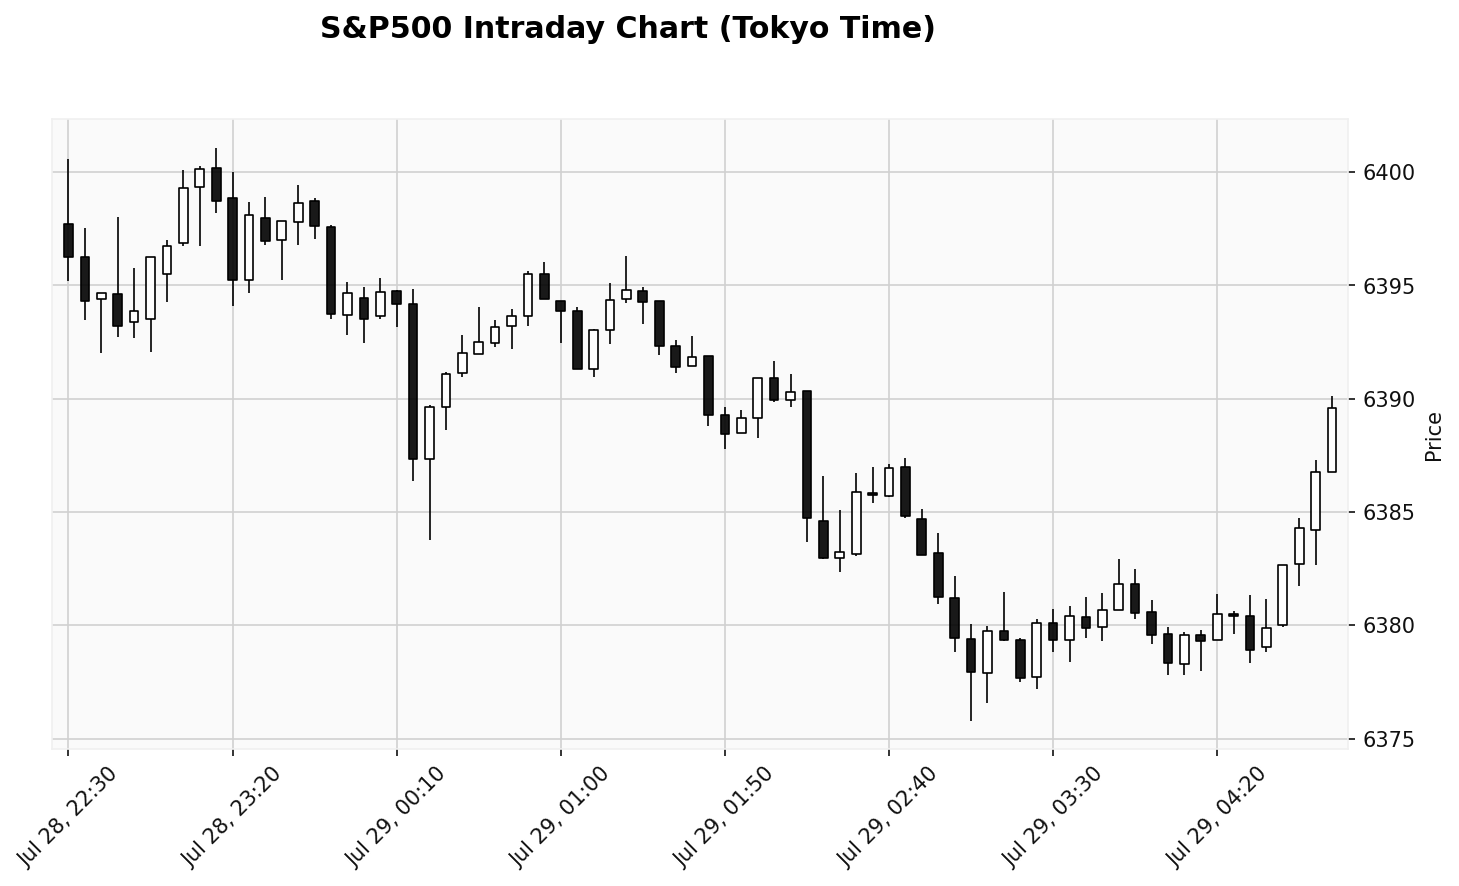 S&P500 Intraday Chart (Tokyo Time)
6400
6395
6390
6385
6380
6375
Price
Jul 28, 22:30
Jul 28, 23:20
Jul 29, 00:10
Jul 29, 01:00
Jul 29, 01:50
Jul 29, 02:40
Jul 29, 03:30
Jul 29, 04:20